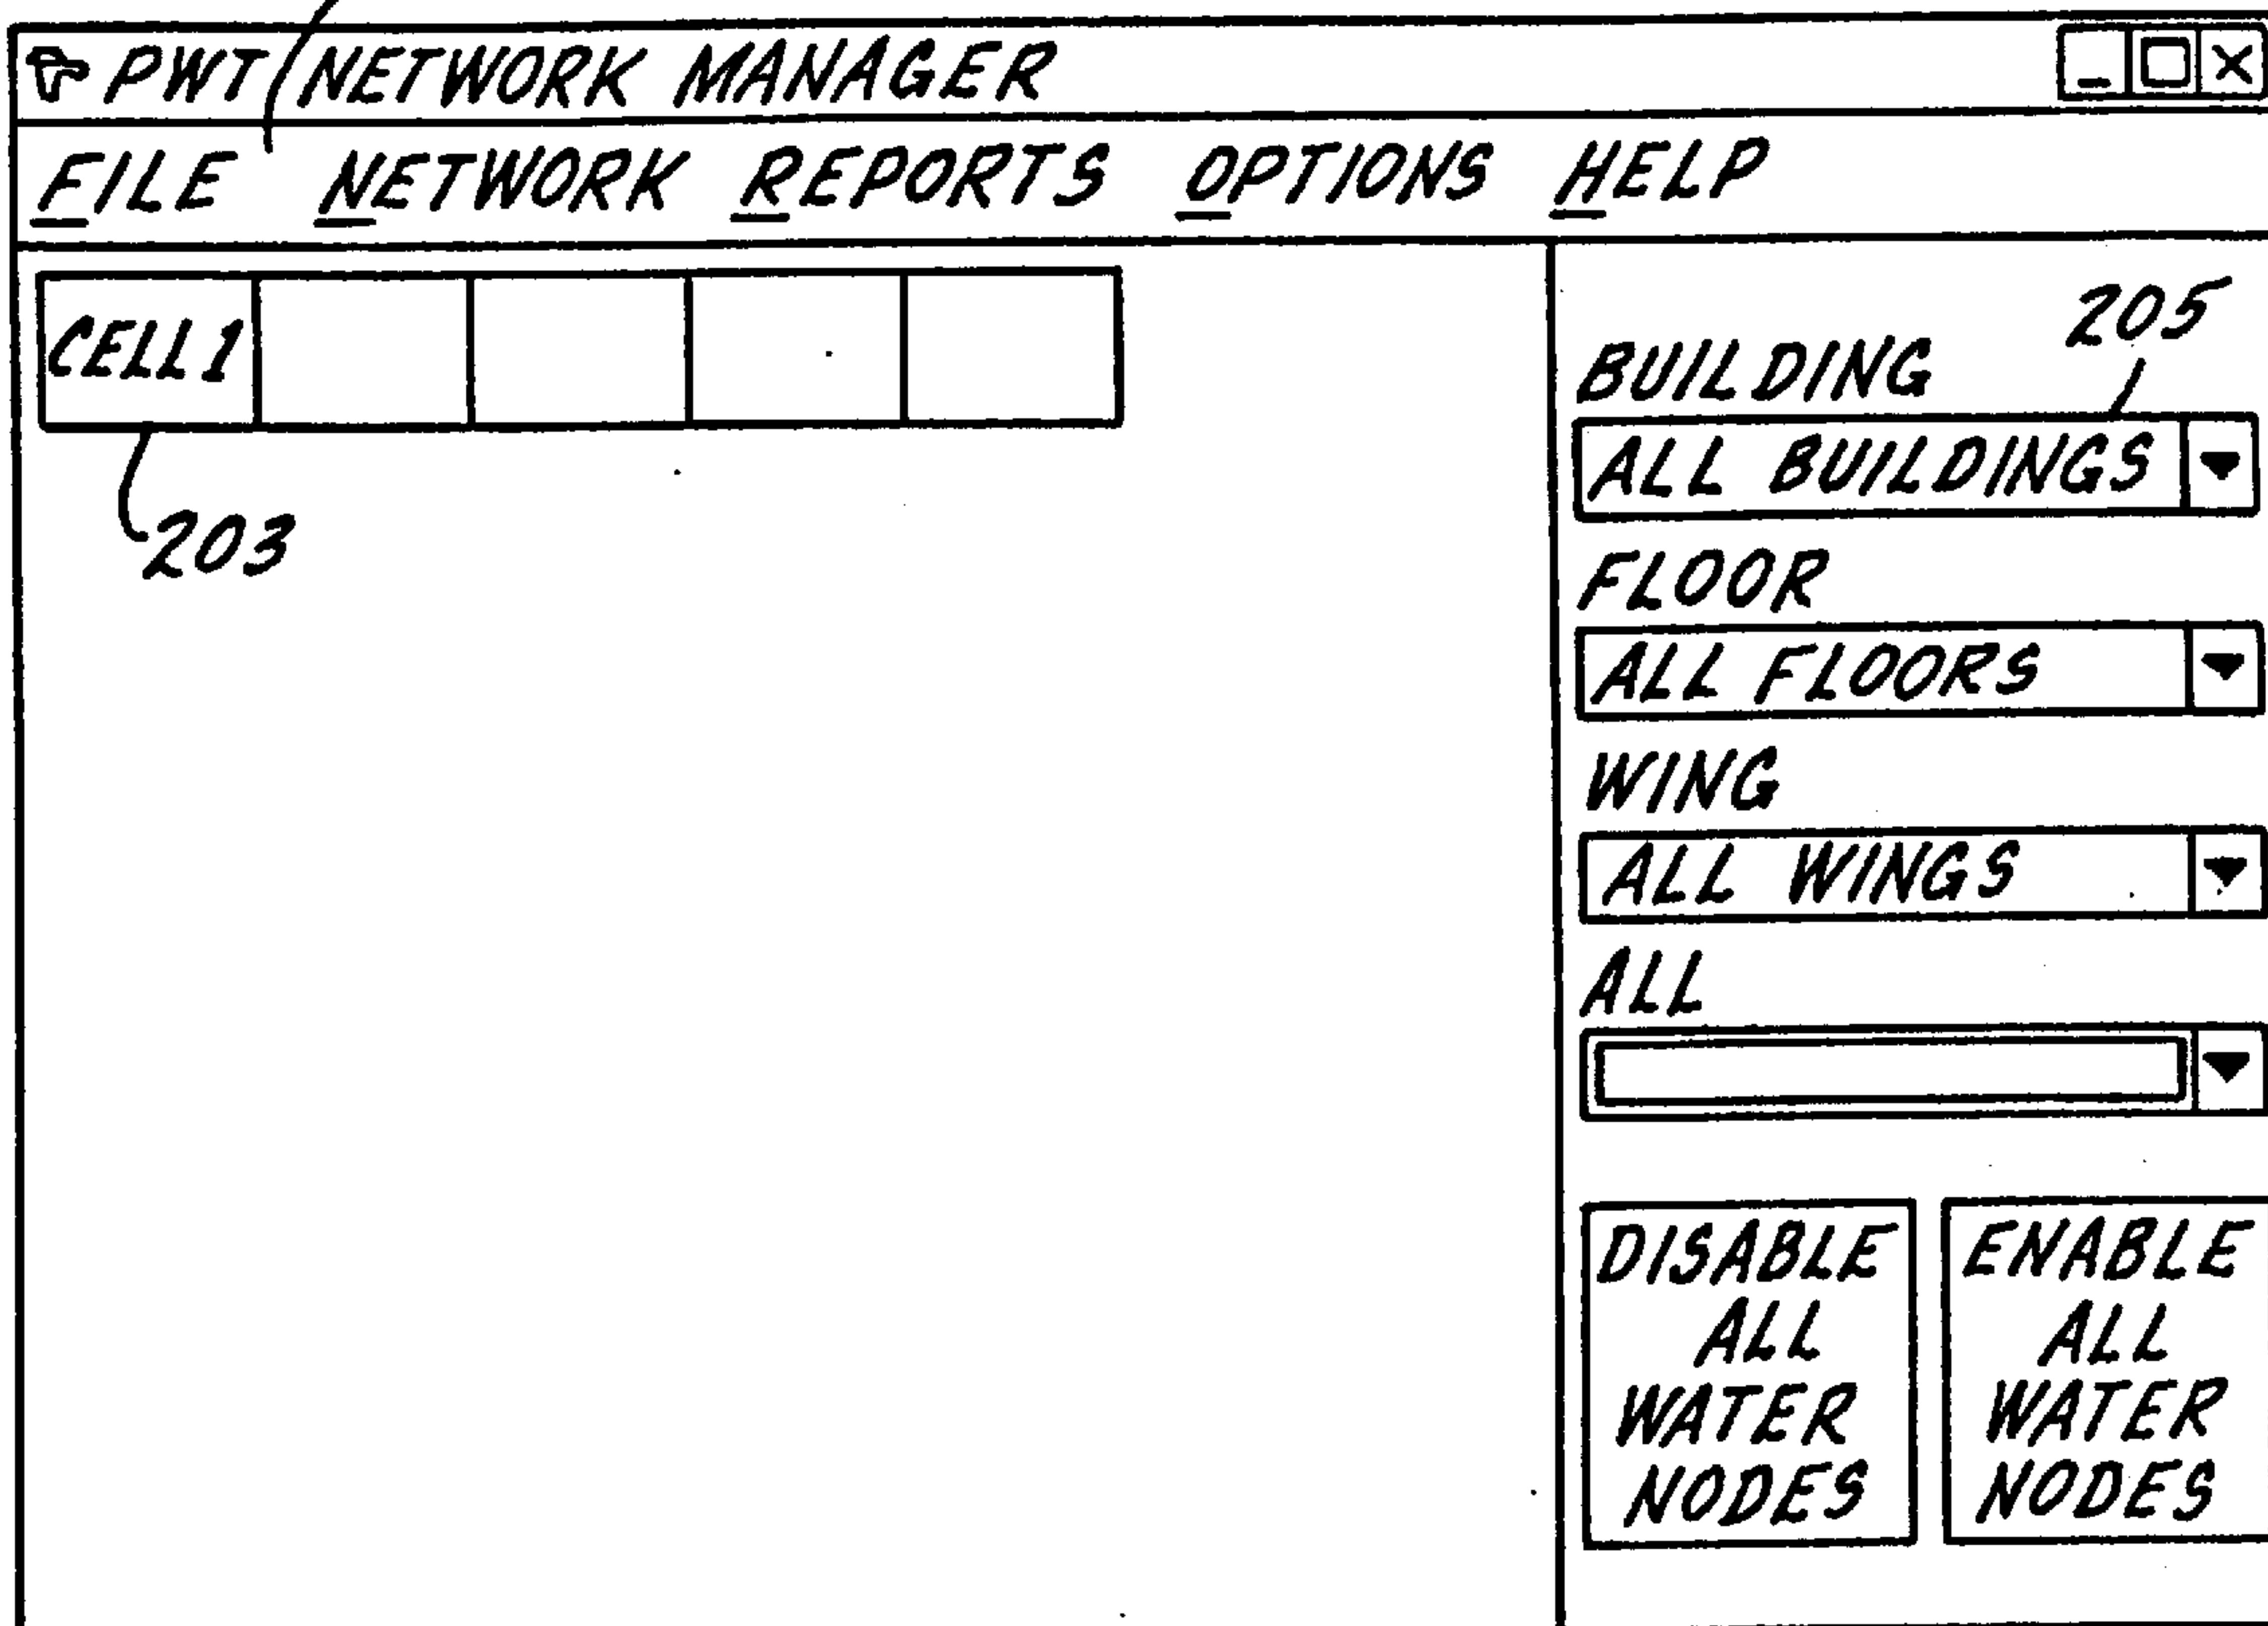 PWT NETWORK MANAGER
FILE NETWORK REPORTS OPTIONS HELP
CELL 1
203
205
BUILDING
ALL BUILDINGS
FLOOR
ALL FLOORS
WING
ALL WINGS
ALL
DISABLE
ALL
WATER
NODES
ENABLE
ALL
WATER
NODES